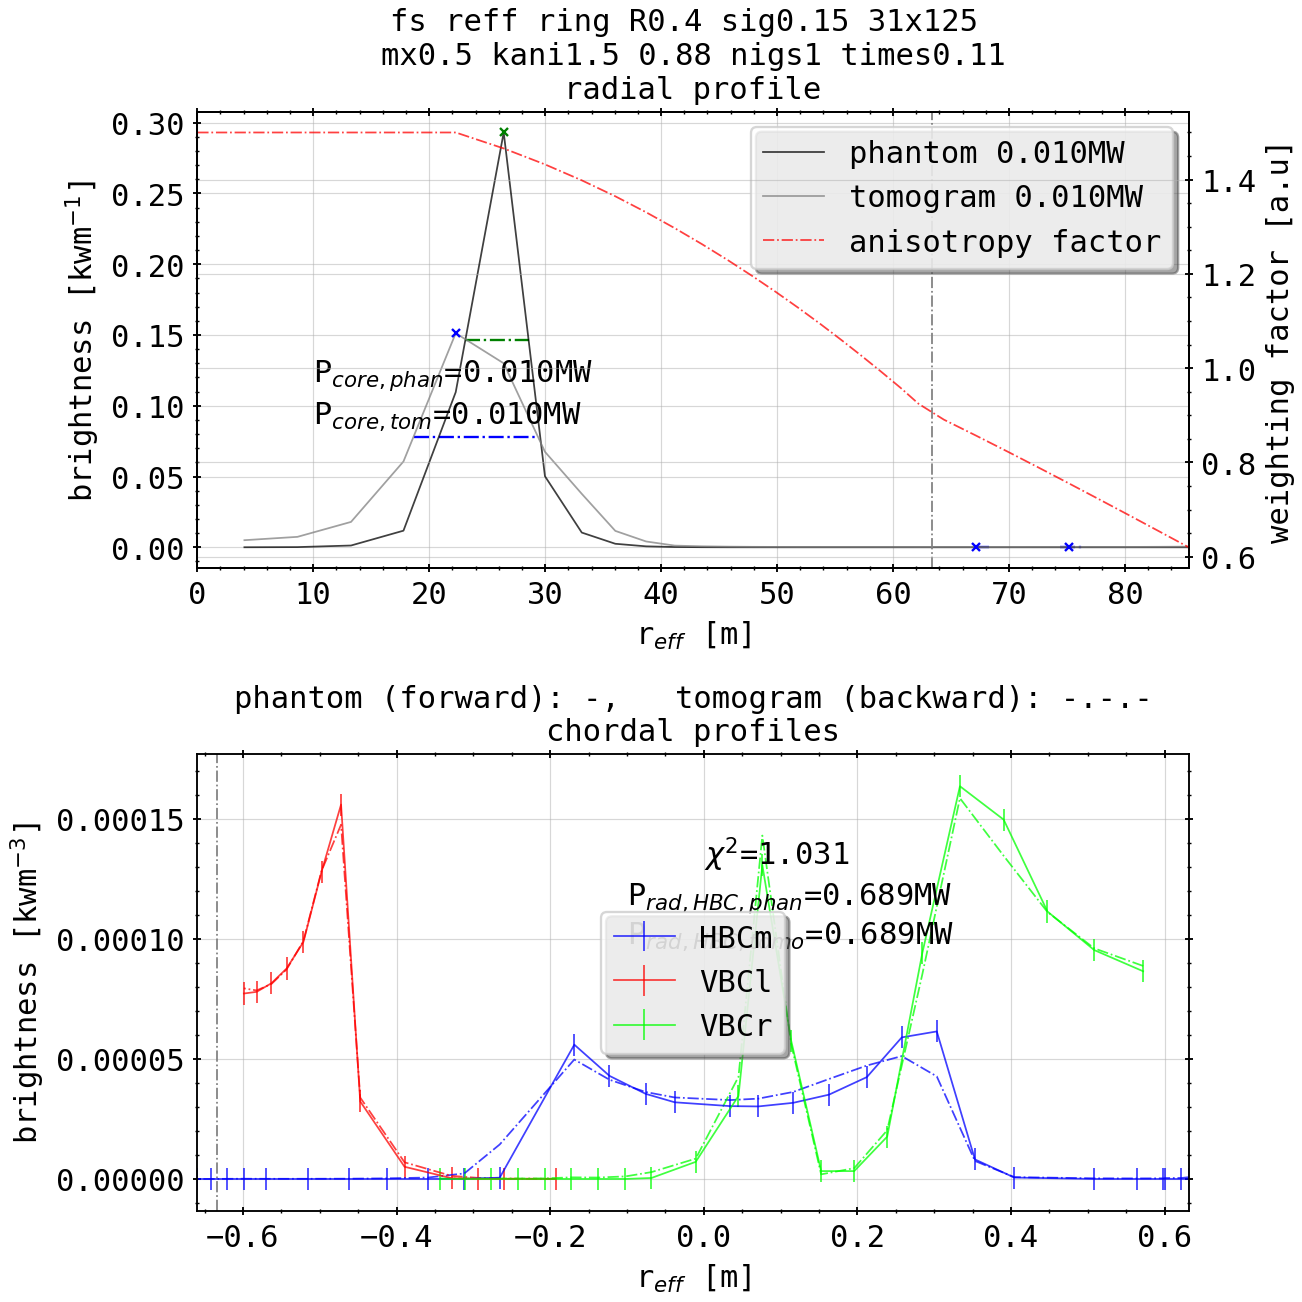 fs reff ring R0.4 sig0.15 31x125
mx0.5 kani1.5 0.88 nigs1 times0.11
radial profile
brightness [kwm⁻¹]
0.30
0.25
0.20
0.15
0.10
0.05
0.00
phantom 0.010MW
tomogram 0.010MW
anisotropy factor
P_core,phan=0.010MW
P_core,tom=0.010MW
weighting factor [a.u]
1.4
1.2
1.0
0.8
0.6
0 10 20 30 40 50 60 70 80
r_eff [m]
phantom (forward): -,   tomogram (backward): -.-.-
chordal profiles
brightness [kwm⁻³]
0.00015
0.00010
0.00005
0.00000
χ²=1.031
P_rad,HBC,phan=0.689MW
=0.689MW
HBCm
VBCl
VBCr
−0.6 −0.4 −0.2 0.0 0.2 0.4 0.6
r_eff [m]